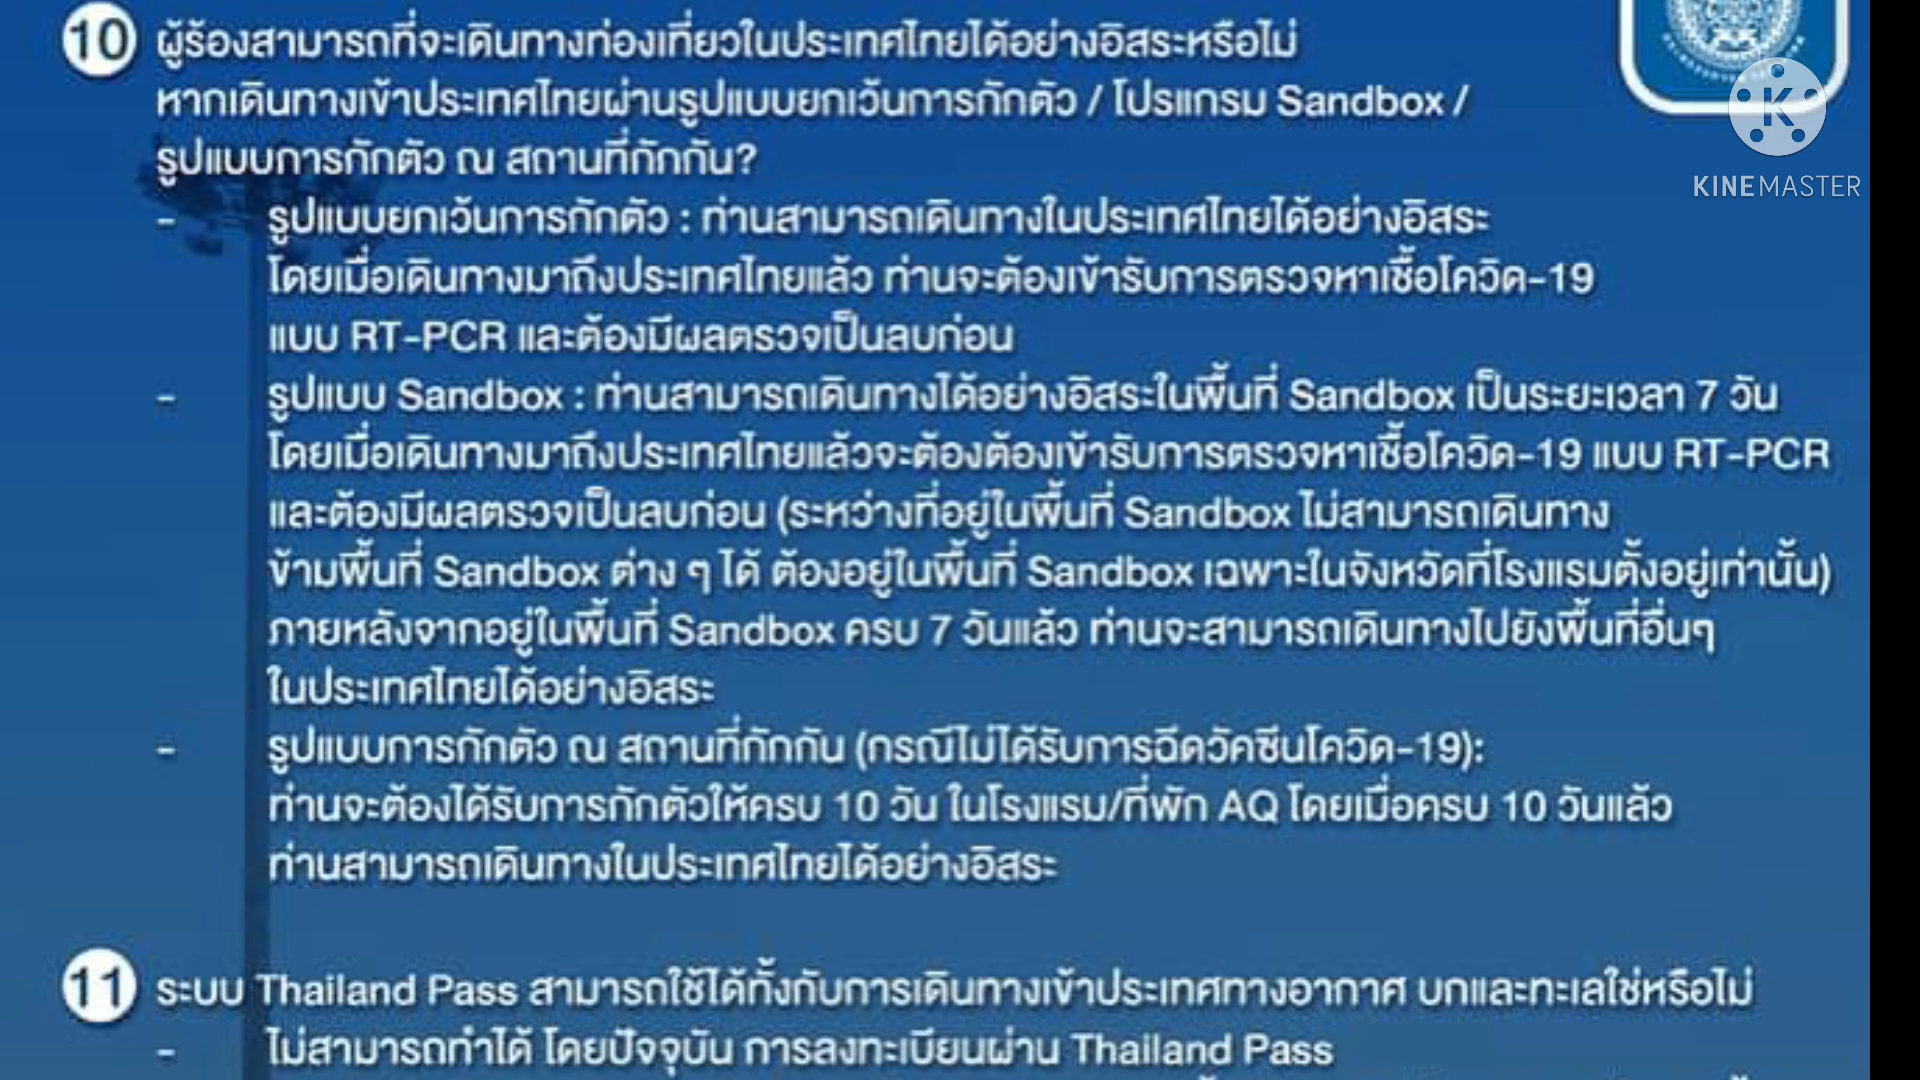 10 ผู้ร้องสามารถที่จะเดินทางท่องเที่ยวในประเทศไทยได้อย่างอิสระหรือไม่
หากเดินทางเข้าประเทศไทยผ่านรูปแบบยกเว้นการกักตัว / โปรแกรม Sandbox /
รูปแบบการกักตัว ณ สถานที่กักกัน?
KINEMASTER
- รูปแบบยกเว้นการกักตัว : ท่านสามารถเดินทางในประเทศไทยได้อย่างอิสระ
โดยเมื่อเดินทางมาถึงประเทศไทยแล้ว ท่านจะต้องเข้ารับการตรวจหาเชื้อโควิด-19
แบบ RT-PCR และต้องมีผลตรวจเป็นลบก่อน
- รูปแบบ Sandbox : ท่านสามารถเดินทางได้อย่างอิสระในพื้นที่ Sandbox เป็นระยะเวลา 7 วัน
โดยเมื่อเดินทางมาถึงประเทศไทยแล้วจะต้องต้องเข้ารับการตรวจหาเชื้อโควิด-19 แบบ RT-PCR
และต้องมีผลตรวจเป็นลบก่อน (ระหว่างที่อยู่ในพื้นที่ Sandbox ไม่สามารถเดินทาง
ข้ามพื้นที่ Sandbox ต่าง ๆ ได้ ต้องอยู่ในพื้นที่ Sandbox เฉพาะในจังหวัดที่โรงแรมตั้งอยู่เท่านั้น)
ภายหลังจากอยู่ในพื้นที่ Sandbox ครบ 7 วันแล้ว ท่านจะสามารถเดินทางไปยังพื้นที่อื่นๆ
ในประเทศไทยได้อย่างอิสระ
- รูปแบบการกักตัว ณ สถานที่กักกัน (กรณีไม่ได้รับการฉีดวัคซีนโควิด-19):
ท่านจะต้องได้รับการกักตัวให้ครบ 10 วัน ในโรงแรม/ที่พัก AQ โดยเมื่อครบ 10 วันแล้ว
ท่านสามารถเดินทางในประเทศไทยได้อย่างอิสระ
11 ระบบ Thailand Pass สามารถใช้ได้ทั้งกับการเดินทางเข้าประเทศทางอากาศ บกและทะเลใช่หรือไม่
- ไม่สามารถทำได้ โดยปัจจุบัน การลงทะเบียนผ่าน Thailand Pass